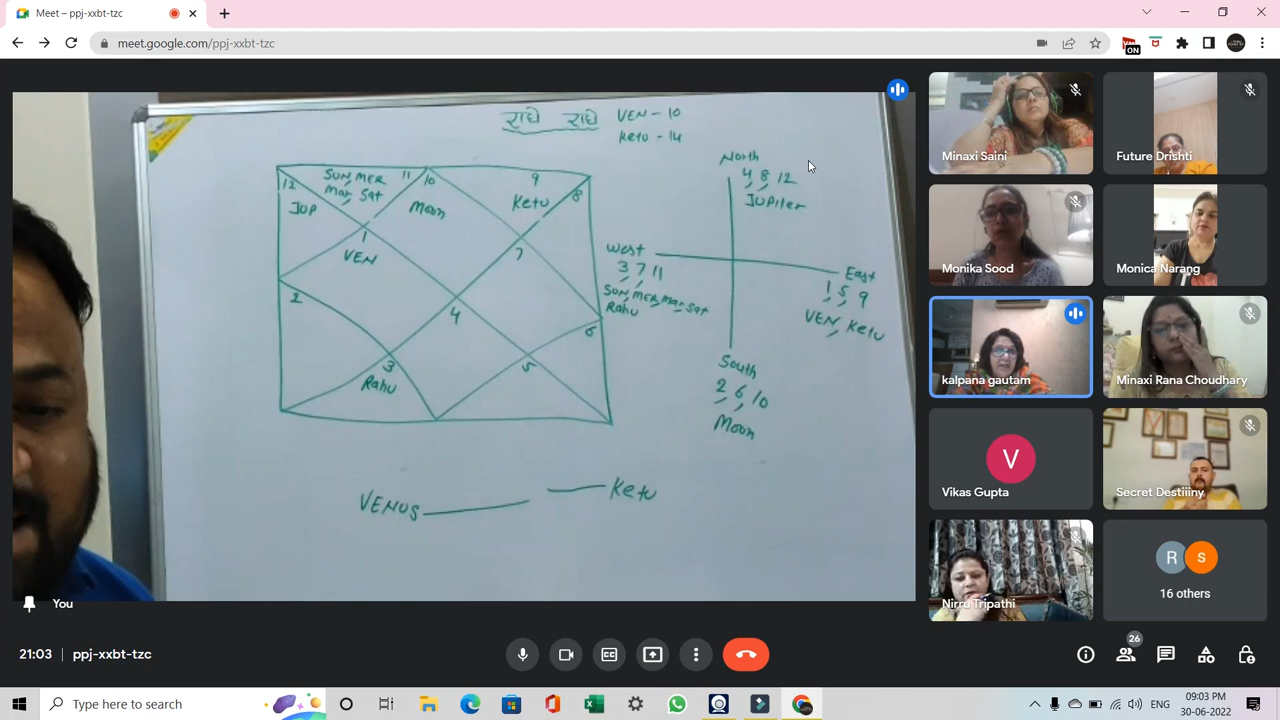 Meet – ppj-xxbt-tzc
meet.google.com/ppj-xxbt-tzc
ON
राधे राधे VEN - 10
Ketu - 14
12 SUN, MER 11 10 9 8
Mar, Sat
JUP Moon Ketu
1 7
VEN
2 4 6
3 5
Rahu
VENUS Ketu
North
4 8 12
Jupiter
West East
3 7 11 1 5 9
SUN, MER, Mar, Sat VEN, Ketu
Rahu
South
2 6 10
Moon
Minaxi Saini
Future Drishti
Monika Sood
Monica Narang
kalpana gautam
Minaxi Rana Choudhary
V
Vikas Gupta
Secret Destiiiny
Nirru Tripathi
R S
16 others
You
21:03 | ppj-xxbt-tzc
CC
26
Type here to search
ENG
09:03 PM
30-06-2022